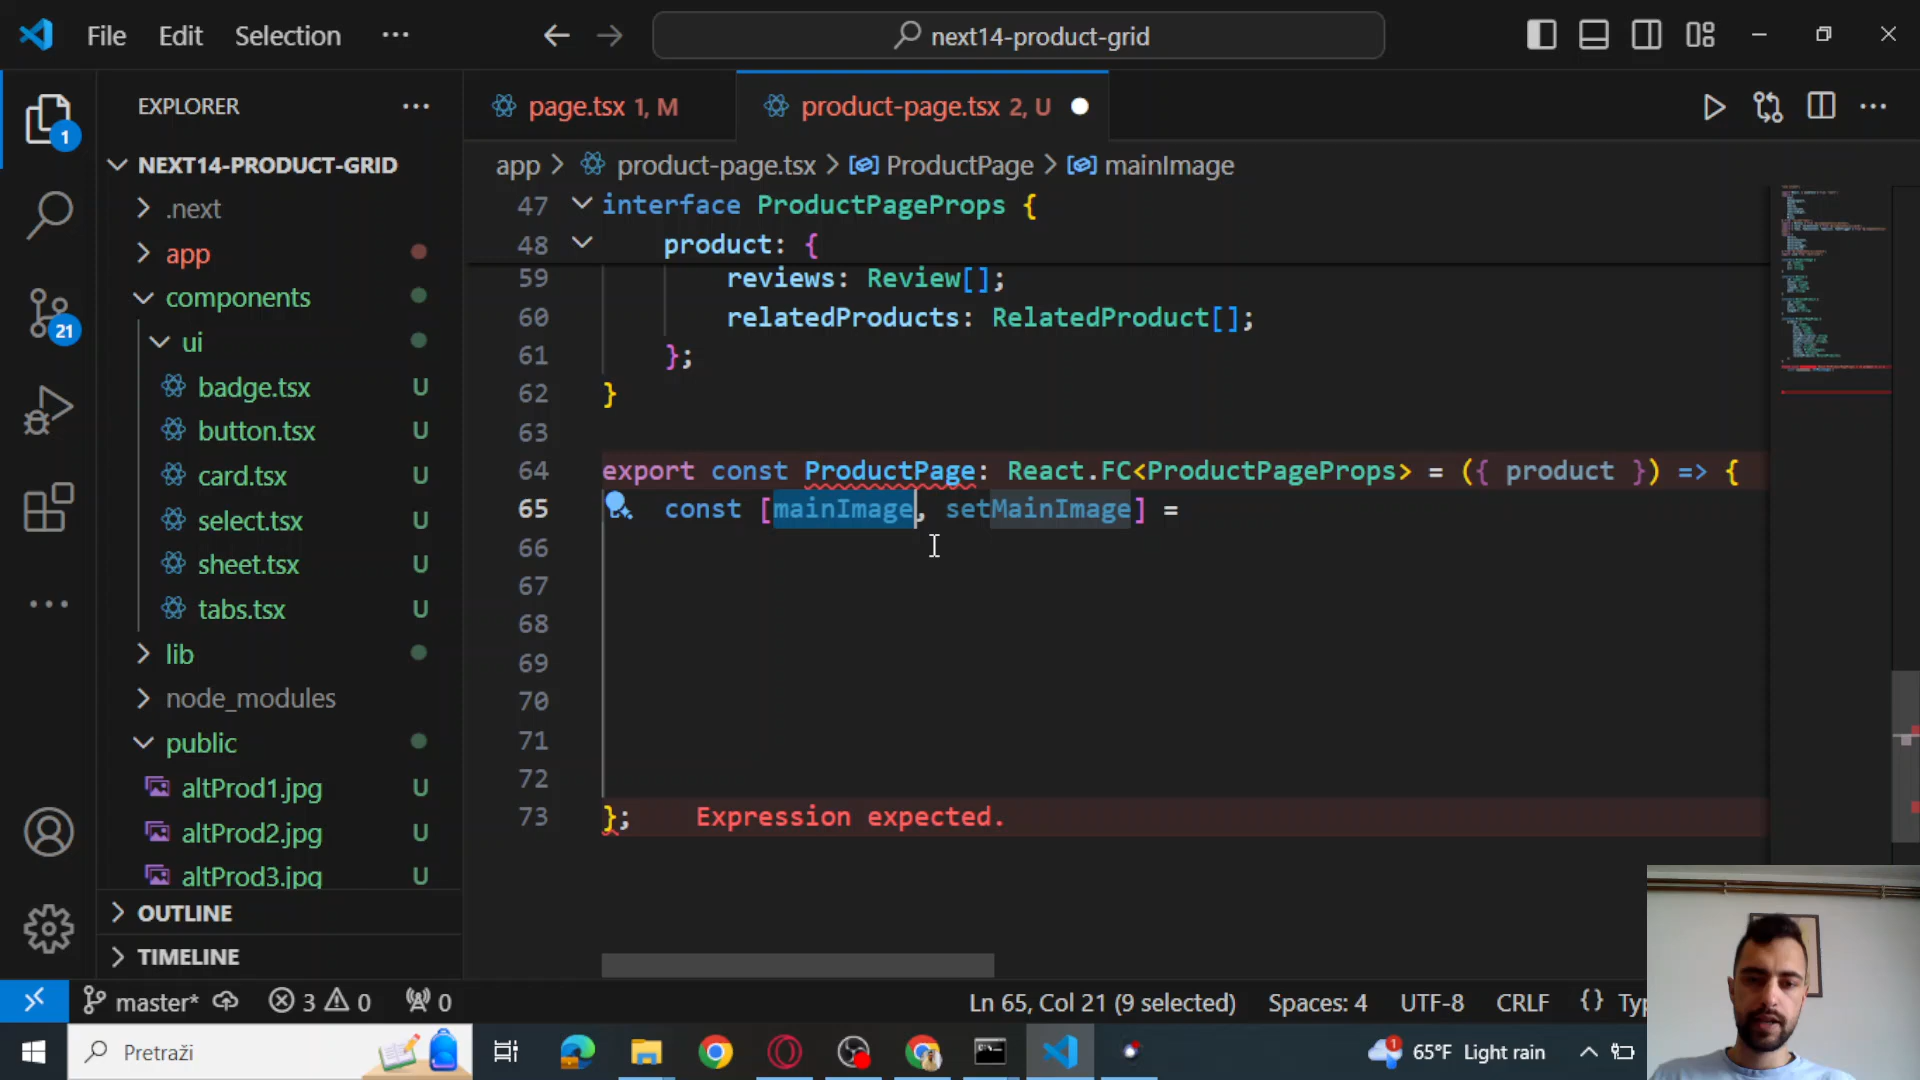 File Edit Selection ···
next14-product-grid
EXPLORER ···
1
NEXT14-PRODUCT-GRID
.next
app
components
ui
badge.tsx U
button.tsx U
card.tsx U
select.tsx U
sheet.tsx U
tabs.tsx U
lib
node_modules
public
altProd1.jpg U
altProd2.jpg U
altProd3.jpg U
OUTLINE
TIMELINE
21
page.tsx 1, M
product-page.tsx 2, U
app > product-page.tsx > ProductPage > mainImage
47 interface ProductPageProps {
48 product: {
59 reviews: Review[];
60 relatedProducts: RelatedProduct[];
61 };
62 }
63
64 export const ProductPage: React.FC<ProductPageProps> = ({ product }) => {
65 const [mainImage, setMainImage] =
66
67
68
69
70
71
72
73 }; Expression expected.
master* 3 0 0
Ln 65, Col 21 (9 selected) Spaces: 4 UTF-8 CRLF {} Typ
Pretraži
1 65°F Light rain